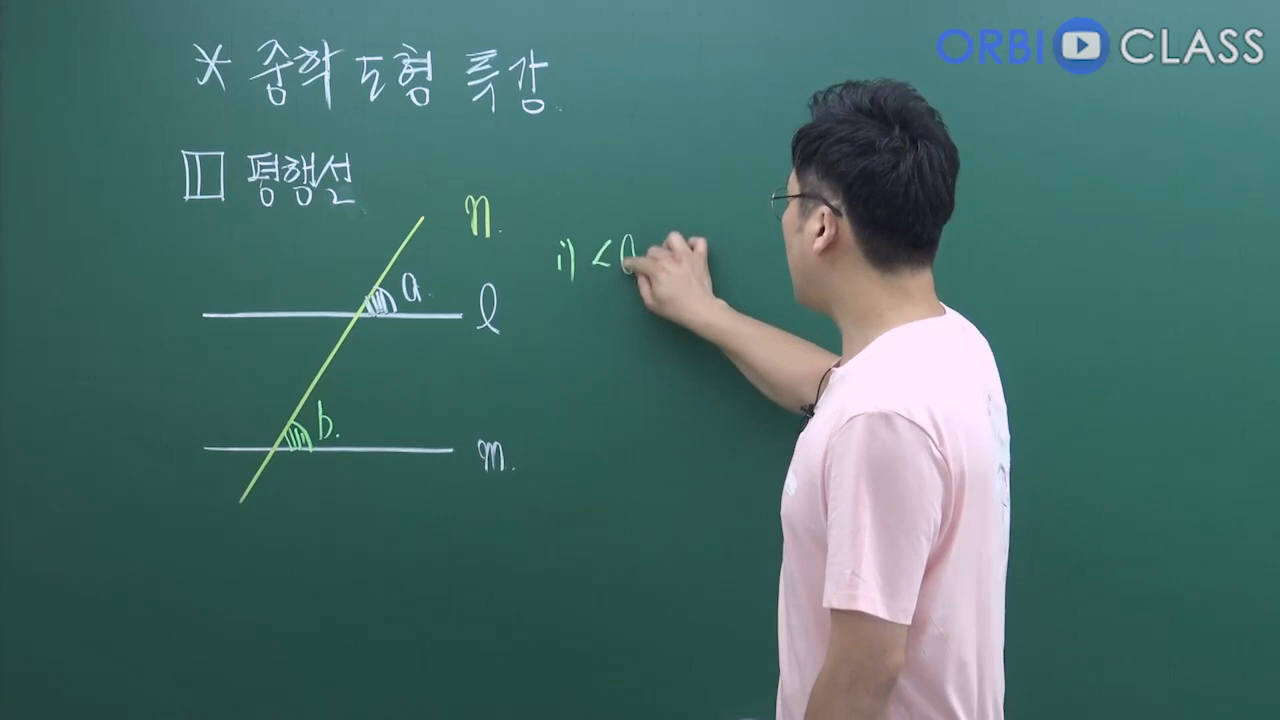 ORBI CLASS
* 중학 도형 특강.
1 평행선
n.
a.
l
b.
m.
i) <a